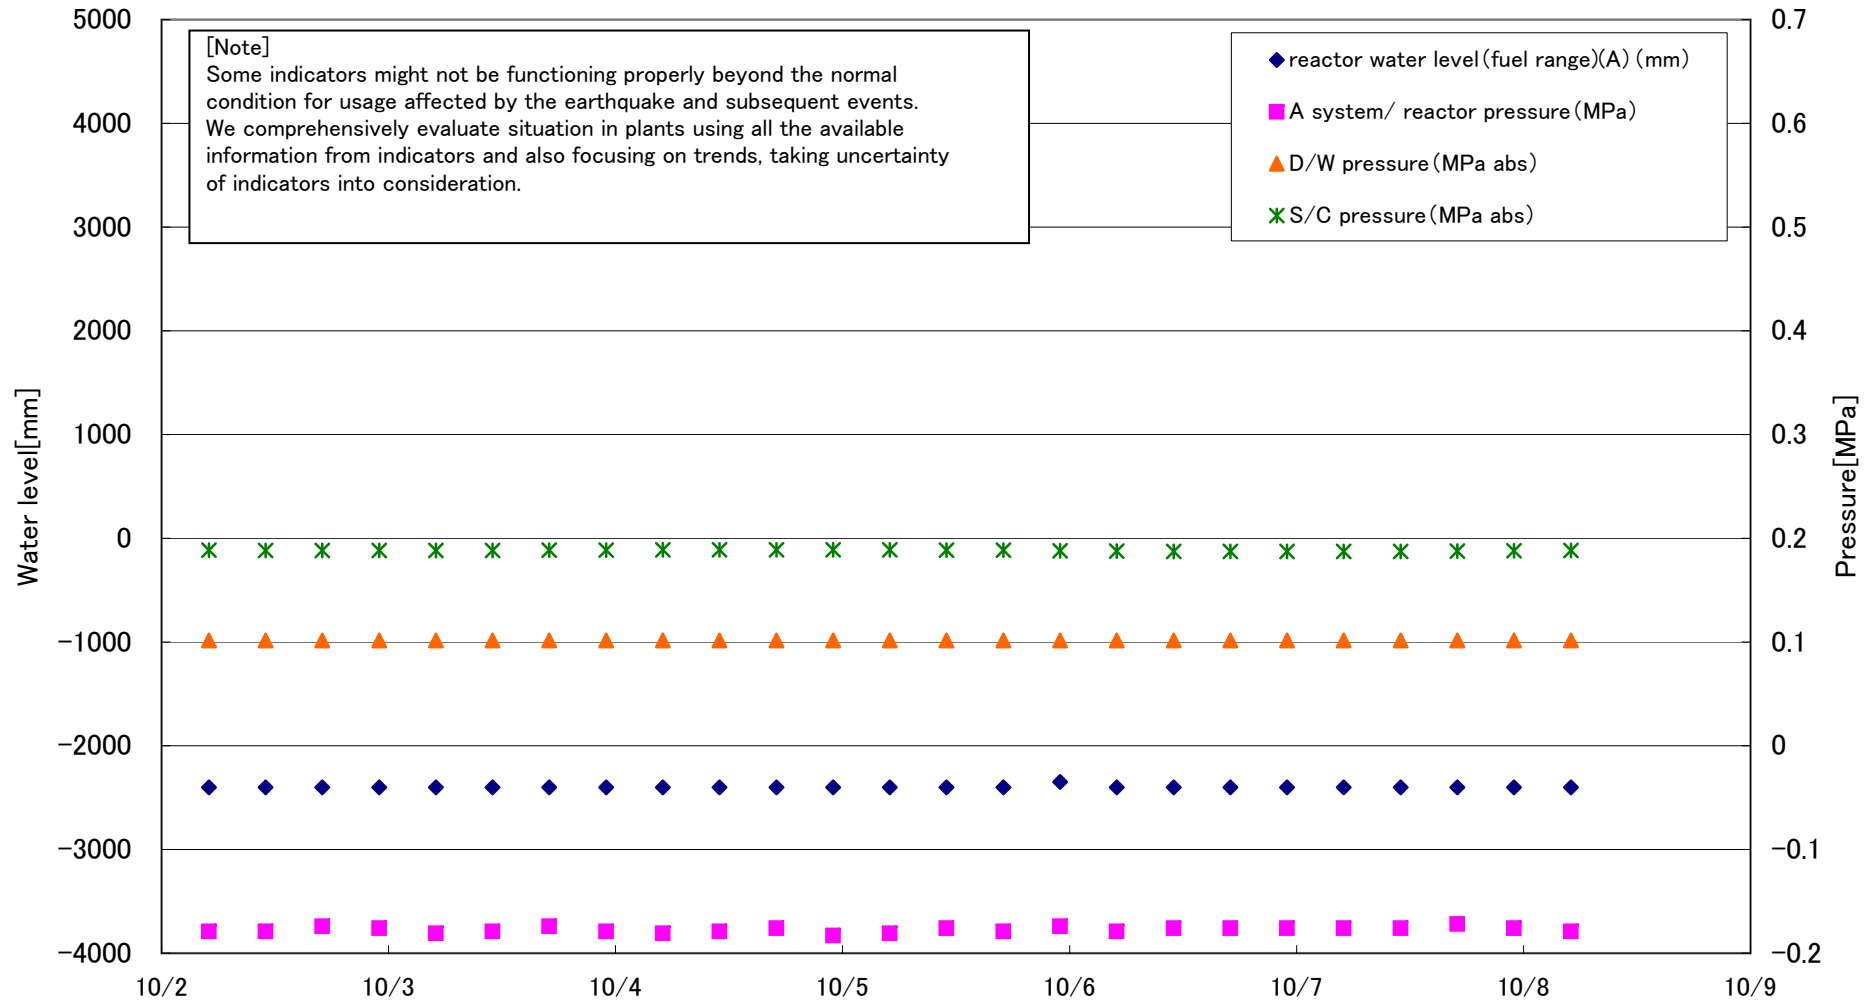 [Note]
Some indicators might not be functioning properly beyond the normal
condition for usage affected by the earthquake and subsequent events.
We comprehensively evaluate situation in plants using all the available
information from indicators and also focusing on trends, taking uncertainty
of indicators into consideration.
reactor water level(fuel range)(A) (mm)
A system/ reactor pressure(MPa)
D/W pressure(MPa abs)
S/C pressure(MPa abs)
Water level[mm]
5000
4000
3000
2000
1000
0
-1000
-2000
-3000
-4000
0.7
0.6
0.5
0.4
0.3
0.2
0.1
0
-0.1
-0.2
Pressure[MPa]
10/2 10/3 10/4 10/5 10/6 10/7 10/8 10/9